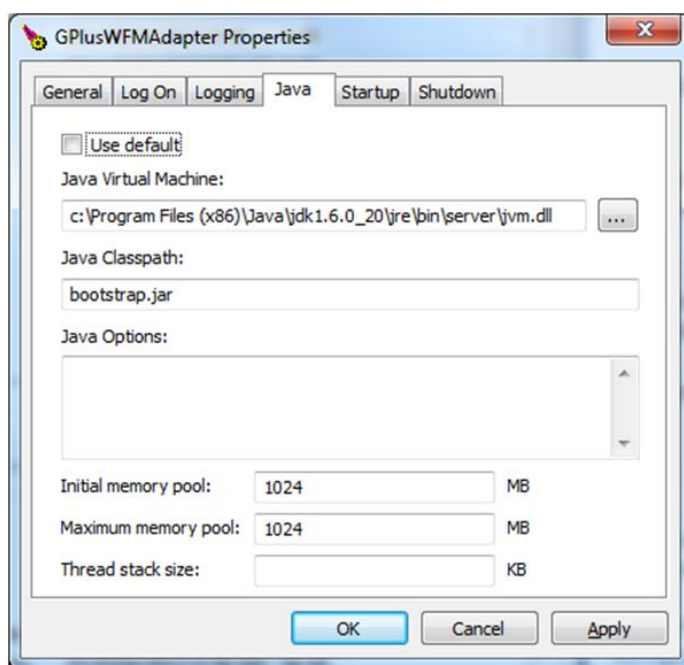 GPlusWFMAdapter Properties
General Log On Logging Java Startup Shutdown
Use default
Java Virtual Machine:
c:\Program Files (x86)\Java\jdk1.6.0_20\jre\bin\server\jvm.dll ...
Java Classpath:
bootstrap.jar
Java Options:
Initial memory pool: 1024 MB
Maximum memory pool: 1024 MB
Thread stack size: KB
OK Cancel Apply